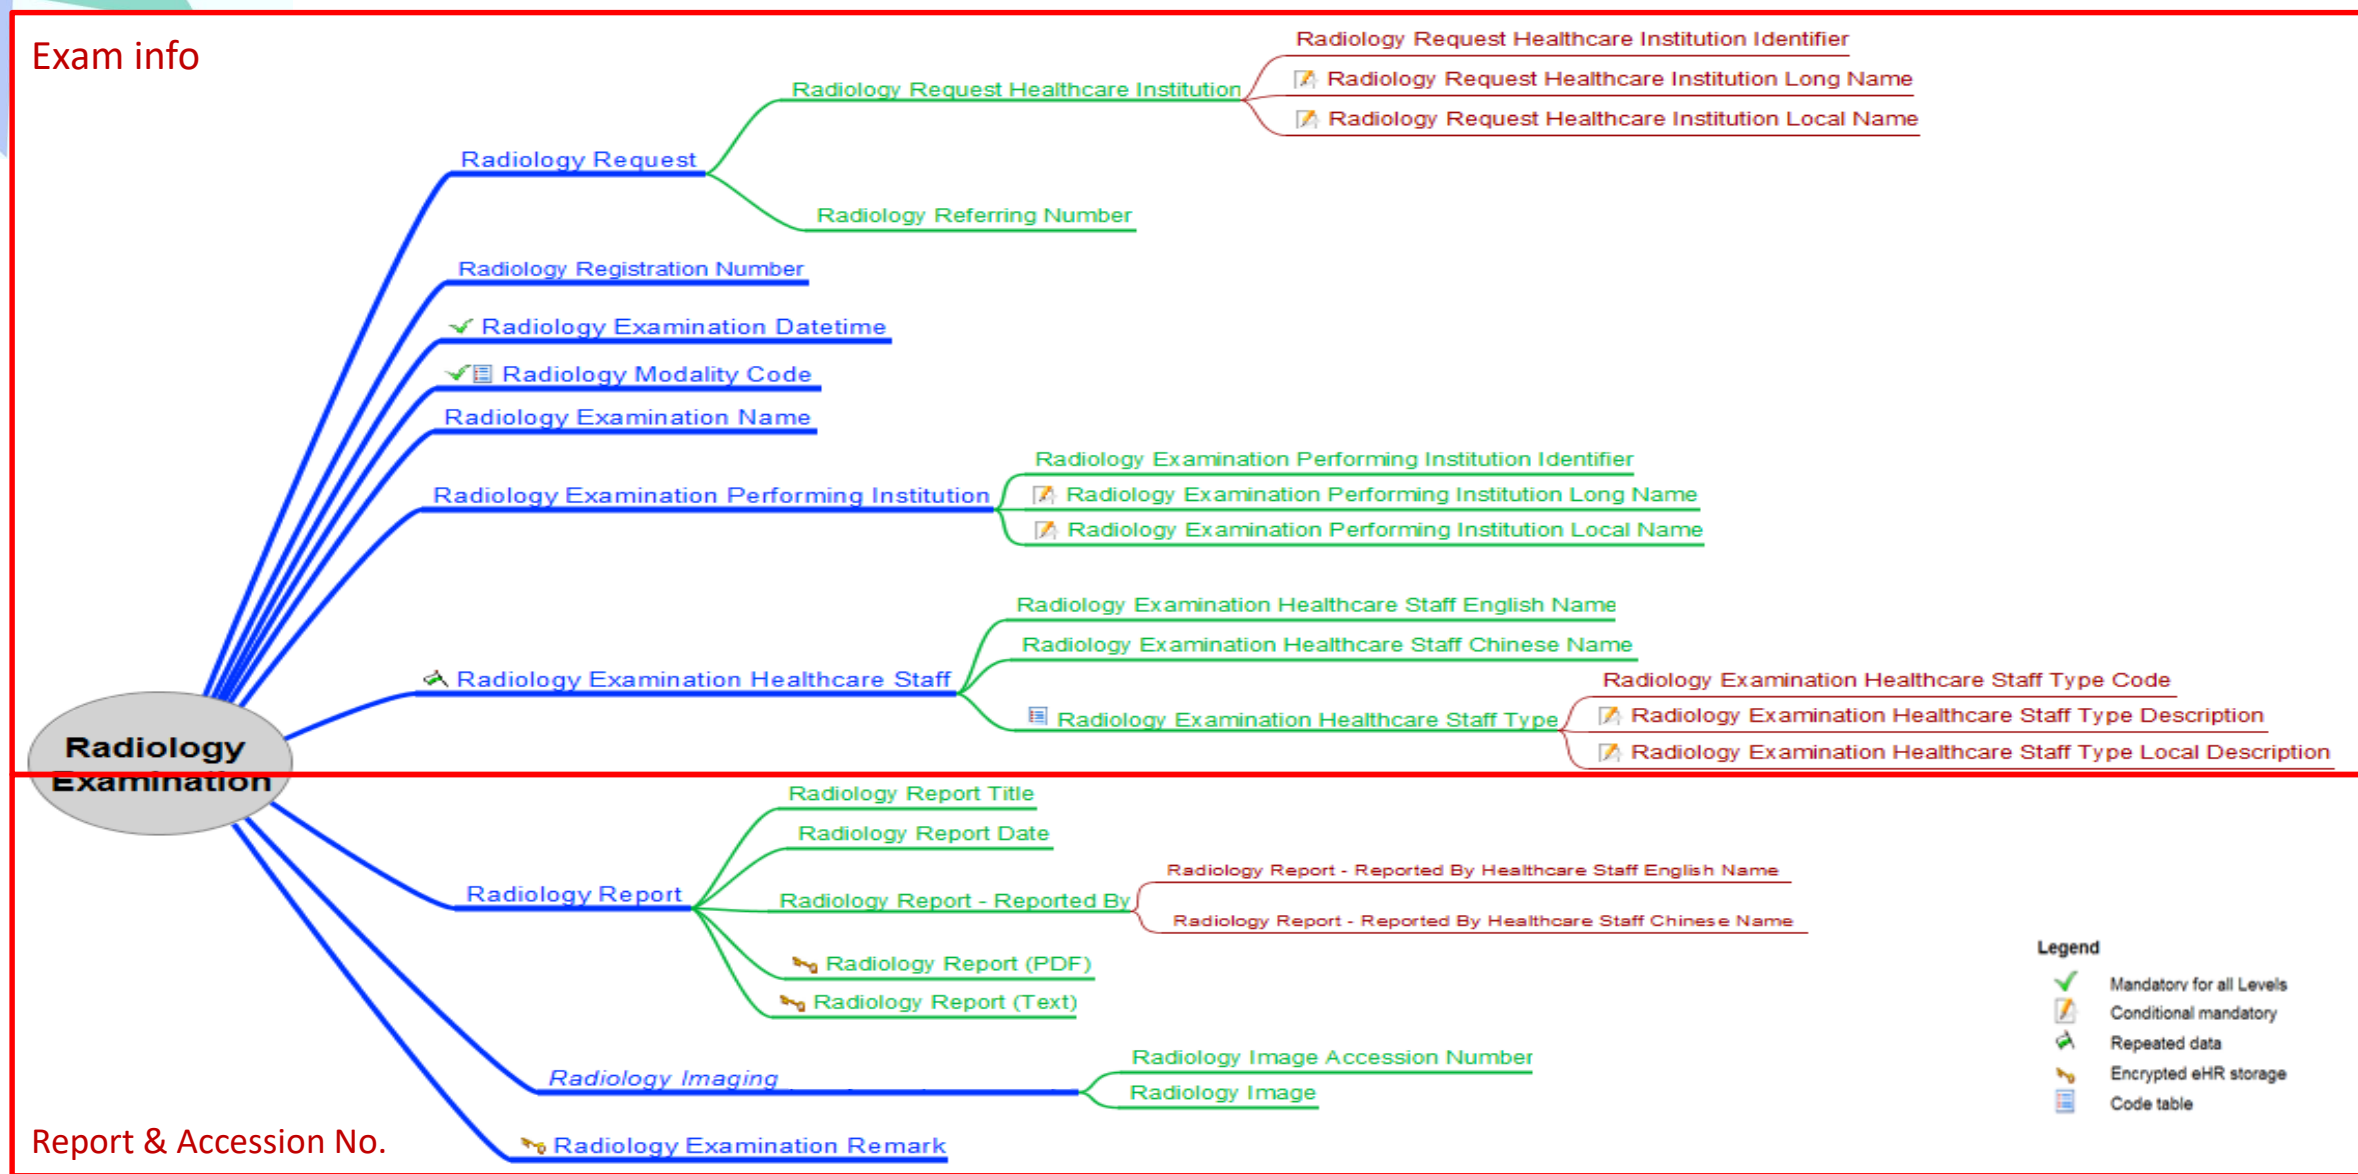 Exam info
Radiology Request Healthcare Institution Identifier
Radiology Request Healthcare Institution
Radiology Request Healthcare Institution Long Name
Radiology Request Healthcare Institution Local Name
Radiology Request
Radiology Referring Number
Radiology Registration Number
Radiology Examination Datetime
Radiology Modality Code
Radiology Examination Name
Radiology Examination Performing Institution Identifier
Radiology Examination Performing Institution
Radiology Examination Performing Institution Long Name
Radiology Examination Performing Institution Local Name
Radiology Examination Healthcare Staff English Name
Radiology Examination Healthcare Staff Chinese Name
Radiology Examination Healthcare Staff
Radiology Examination Healthcare Staff Type Code
Radiology Examination Healthcare Staff Type
Radiology Examination Healthcare Staff Type Description
Radiology Examination Healthcare Staff Type Local Description
Radiology
Examination
Radiology Report Title
Radiology Report Date
Radiology Report - Reported By Healthcare Staff English Name
Radiology Report
Radiology Report - Reported By
Radiology Report - Reported By Healthcare Staff Chinese Name
Radiology Report (PDF)
Radiology Report (Text)
Radiology Image Accession Number
Radiology Imaging
Radiology Image
Radiology Examination Remark
Report & Accession No.
Legend
Mandatory for all Levels
Conditional mandatory
Repeated data
Encrypted eHR storage
Code table